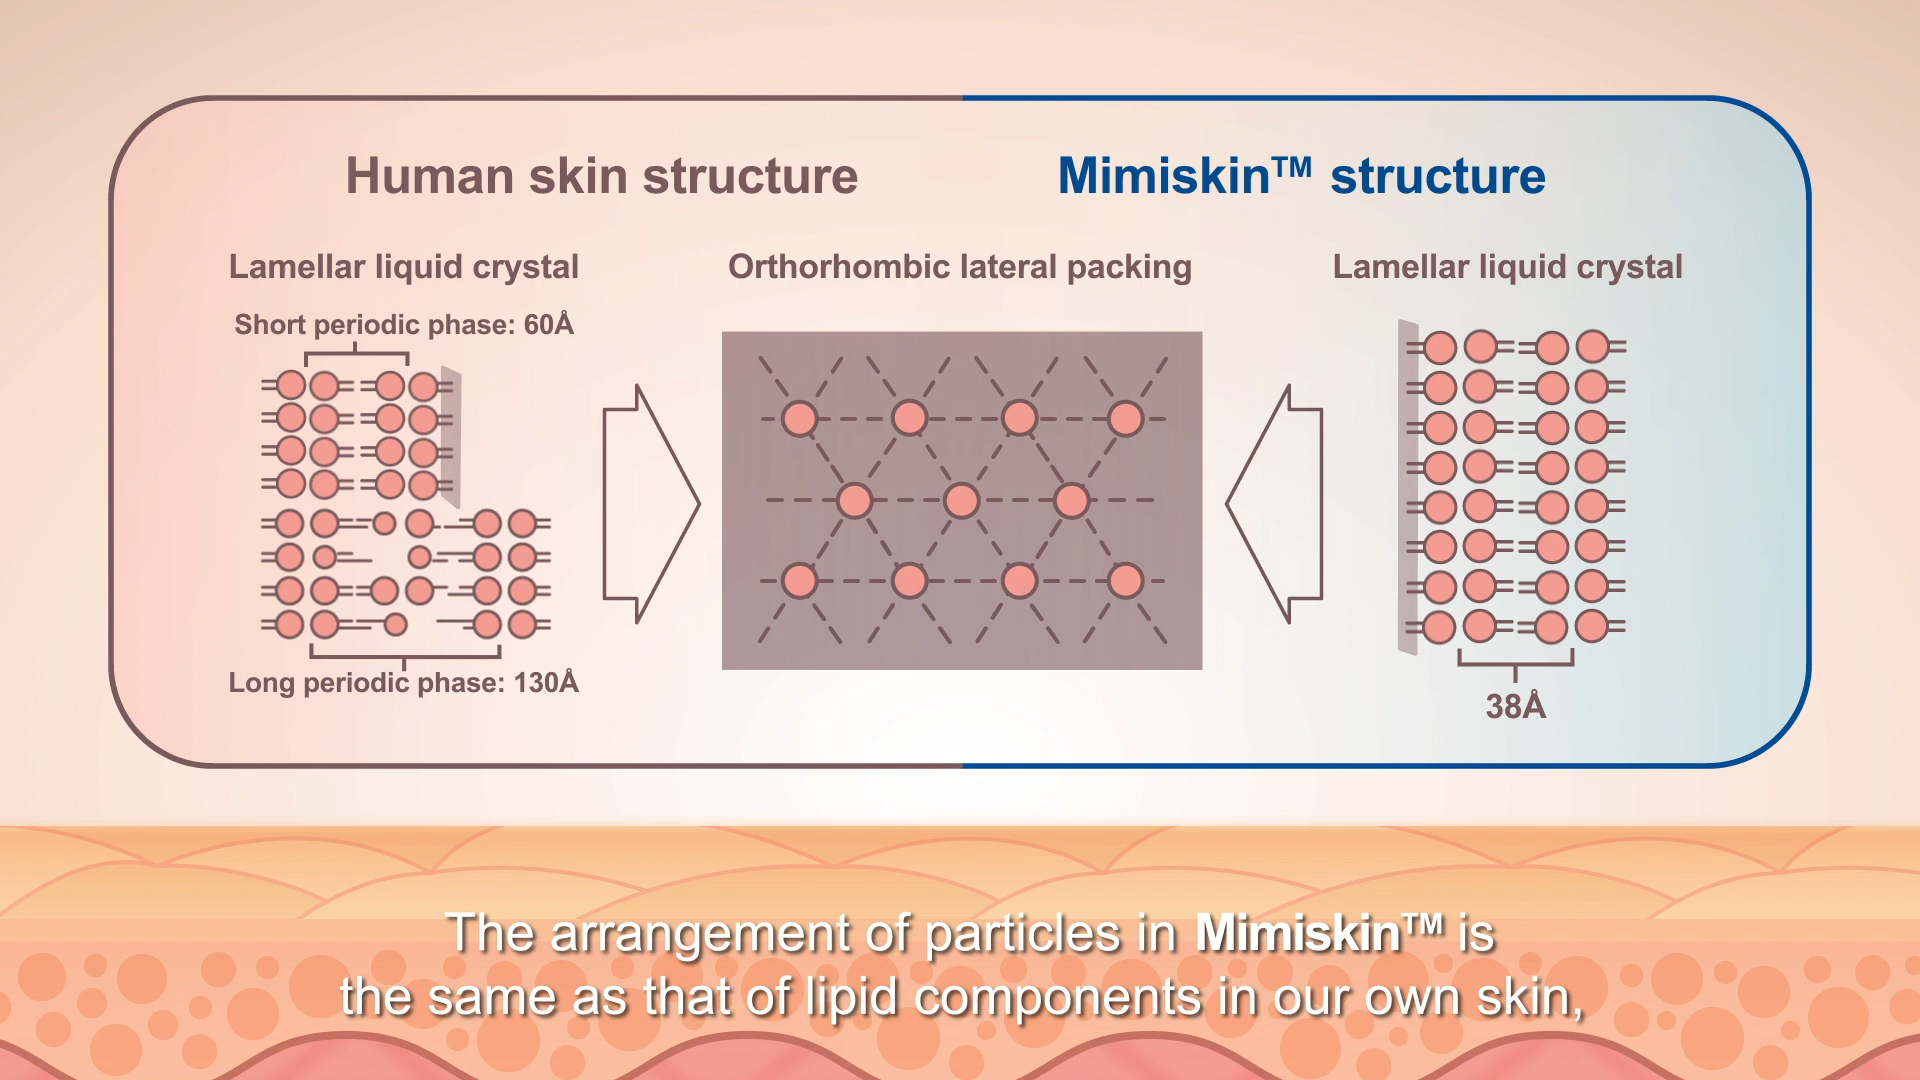 Human skin structure
Mimiskin™ structure
Lamellar liquid crystal
Orthorhombic lateral packing
Lamellar liquid crystal
Short periodic phase: 60Å
Long periodic phase: 130Å
38Å
The arrangement of particles in Mimiskin™ is
the same as that of lipid components in our own skin,